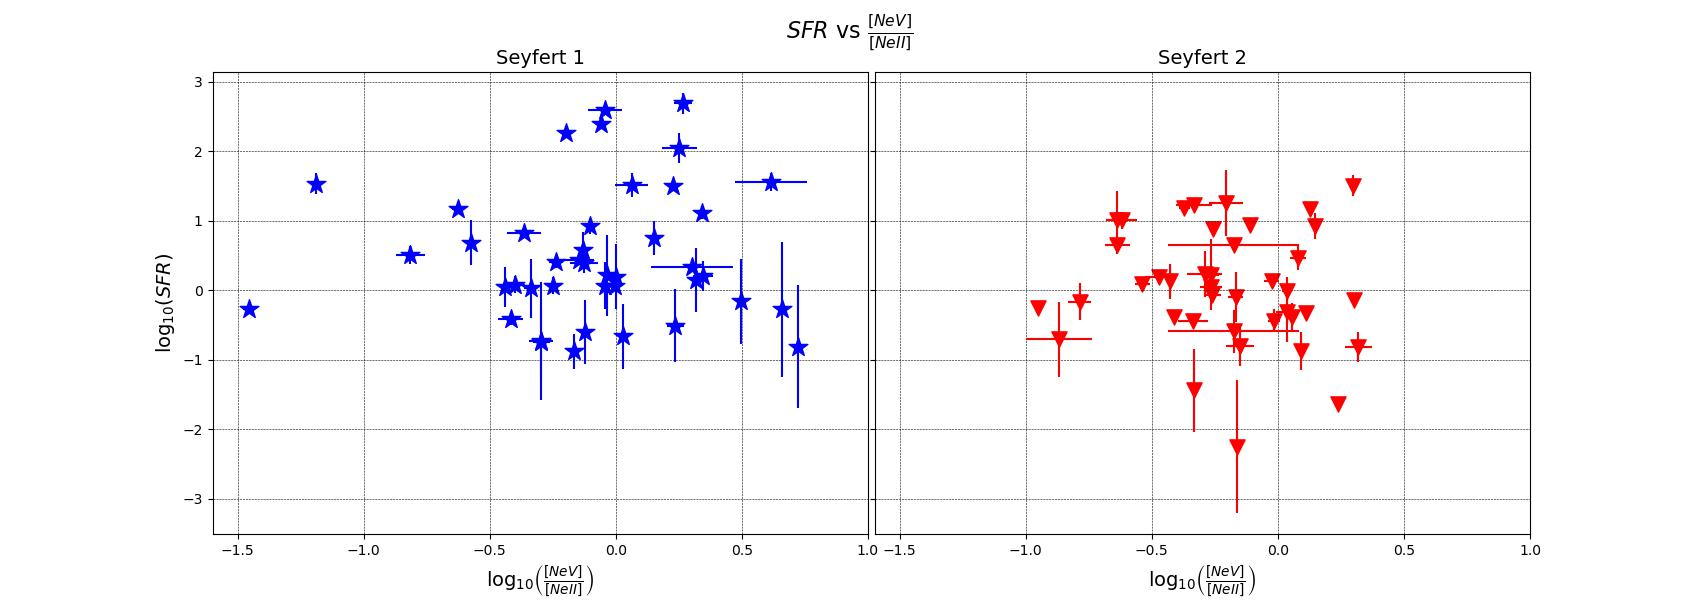 SFR vs [NeV]/[NeII]
Seyfert 1
Seyfert 2
3
2
1
0
−1
−2
−3
log10(SFR)
−1.5 −1.0 −0.5 0.0 0.5 1.0
−1.5 −1.0 −0.5 0.0 0.5 1.0
log10([NeV]/[NeII])
log10([NeV]/[NeII])